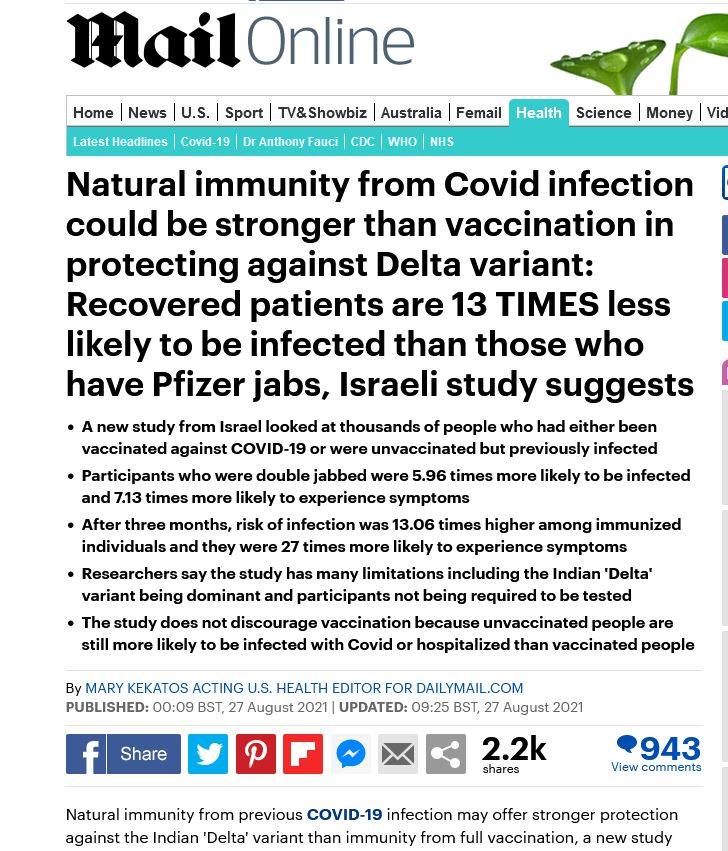 Mail Online
Home News U.S. Sport TV&Showbiz Australia Femail Health Science Money
Latest Headlines Covid-19 Dr Anthony Fauci CDC WHO NHS
Natural immunity from Covid infection
could be stronger than vaccination in
protecting against Delta variant:
Recovered patients are 13 TIMES less
likely to be infected than those who
have Pfizer jabs, Israeli study suggests
• A new study from Israel looked at thousands of people who had either been
vaccinated against COVID-19 or were unvaccinated but previously infected
• Participants who were double jabbed were 5.96 times more likely to be infected
and 7.13 times more likely to experience symptoms
• After three months, risk of infection was 13.06 times higher among immunized
individuals and they were 27 times more likely to experience symptoms
• Researchers say the study has many limitations including the Indian 'Delta'
variant being dominant and participants not being required to be tested
• The study does not discourage vaccination because unvaccinated people are
still more likely to be infected with Covid or hospitalized than vaccinated people
By MARY KEKATOS ACTING U.S. HEALTH EDITOR FOR DAILYMAIL.COM
PUBLISHED: 00:09 BST, 27 August 2021 | UPDATED: 09:25 BST, 27 August 2021
Share 2.2k 943
shares View comments
Natural immunity from previous COVID-19 infection may offer stronger protection
against the Indian 'Delta' variant than immunity from full vaccination, a new study